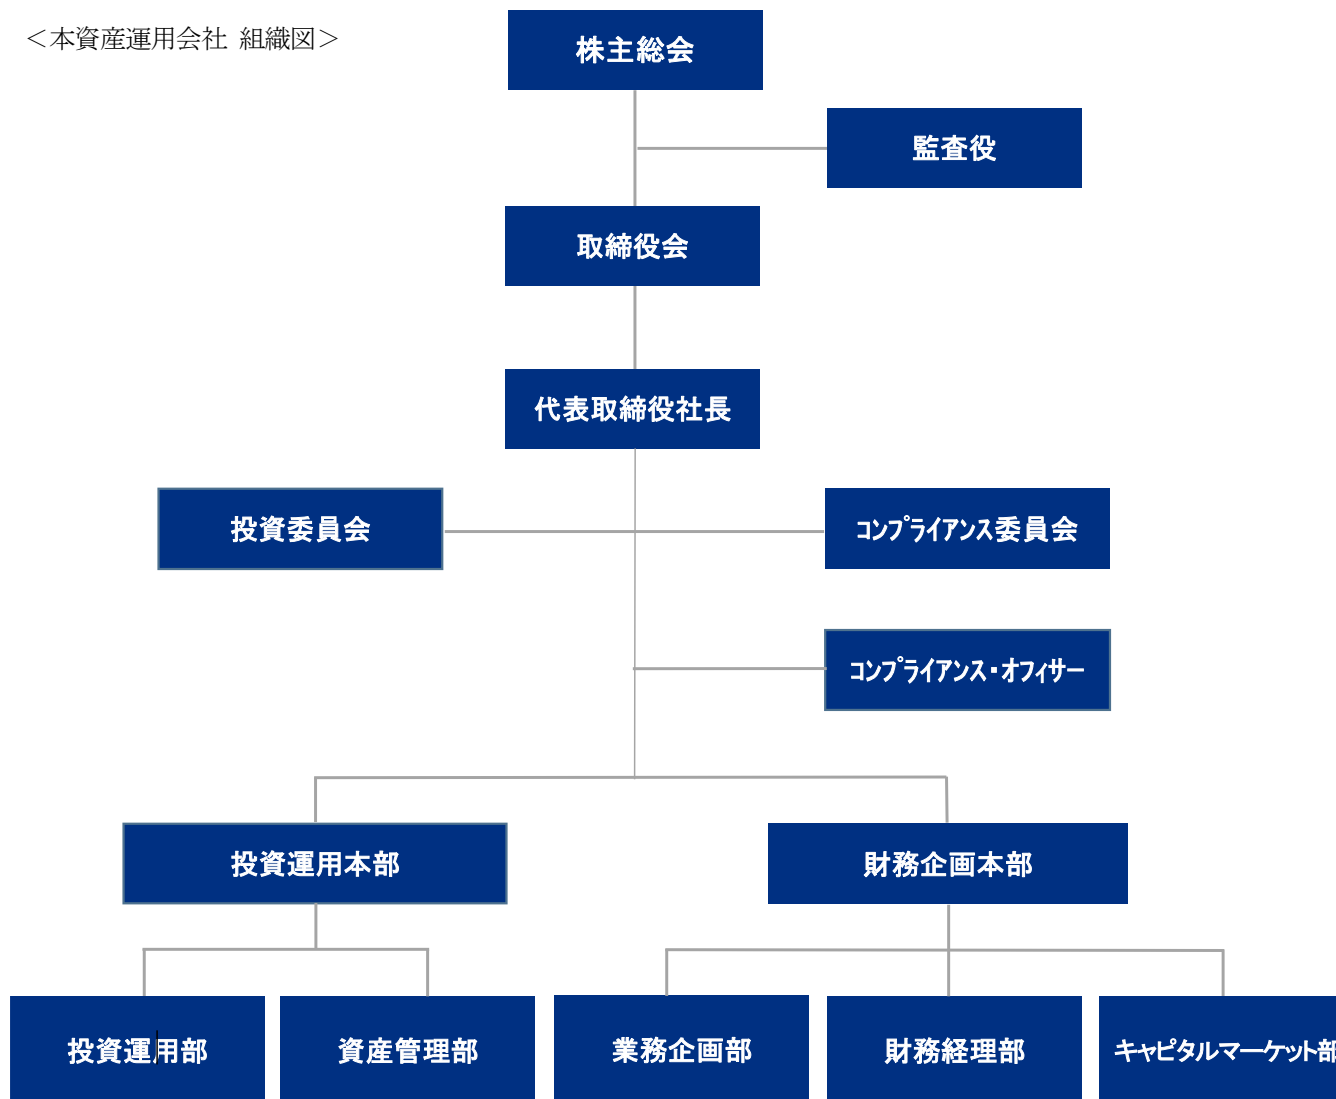 ＜本資産運用会社 組織図＞
株主総会
監査役
取締役会
代表取締役社長
投資委員会
コンプライアンス委員会
コンプライアンス・オフィサー
投資運用本部
財務企画本部
投資運用部
資産管理部
業務企画部
財務経理部
キャピタルマーケット部